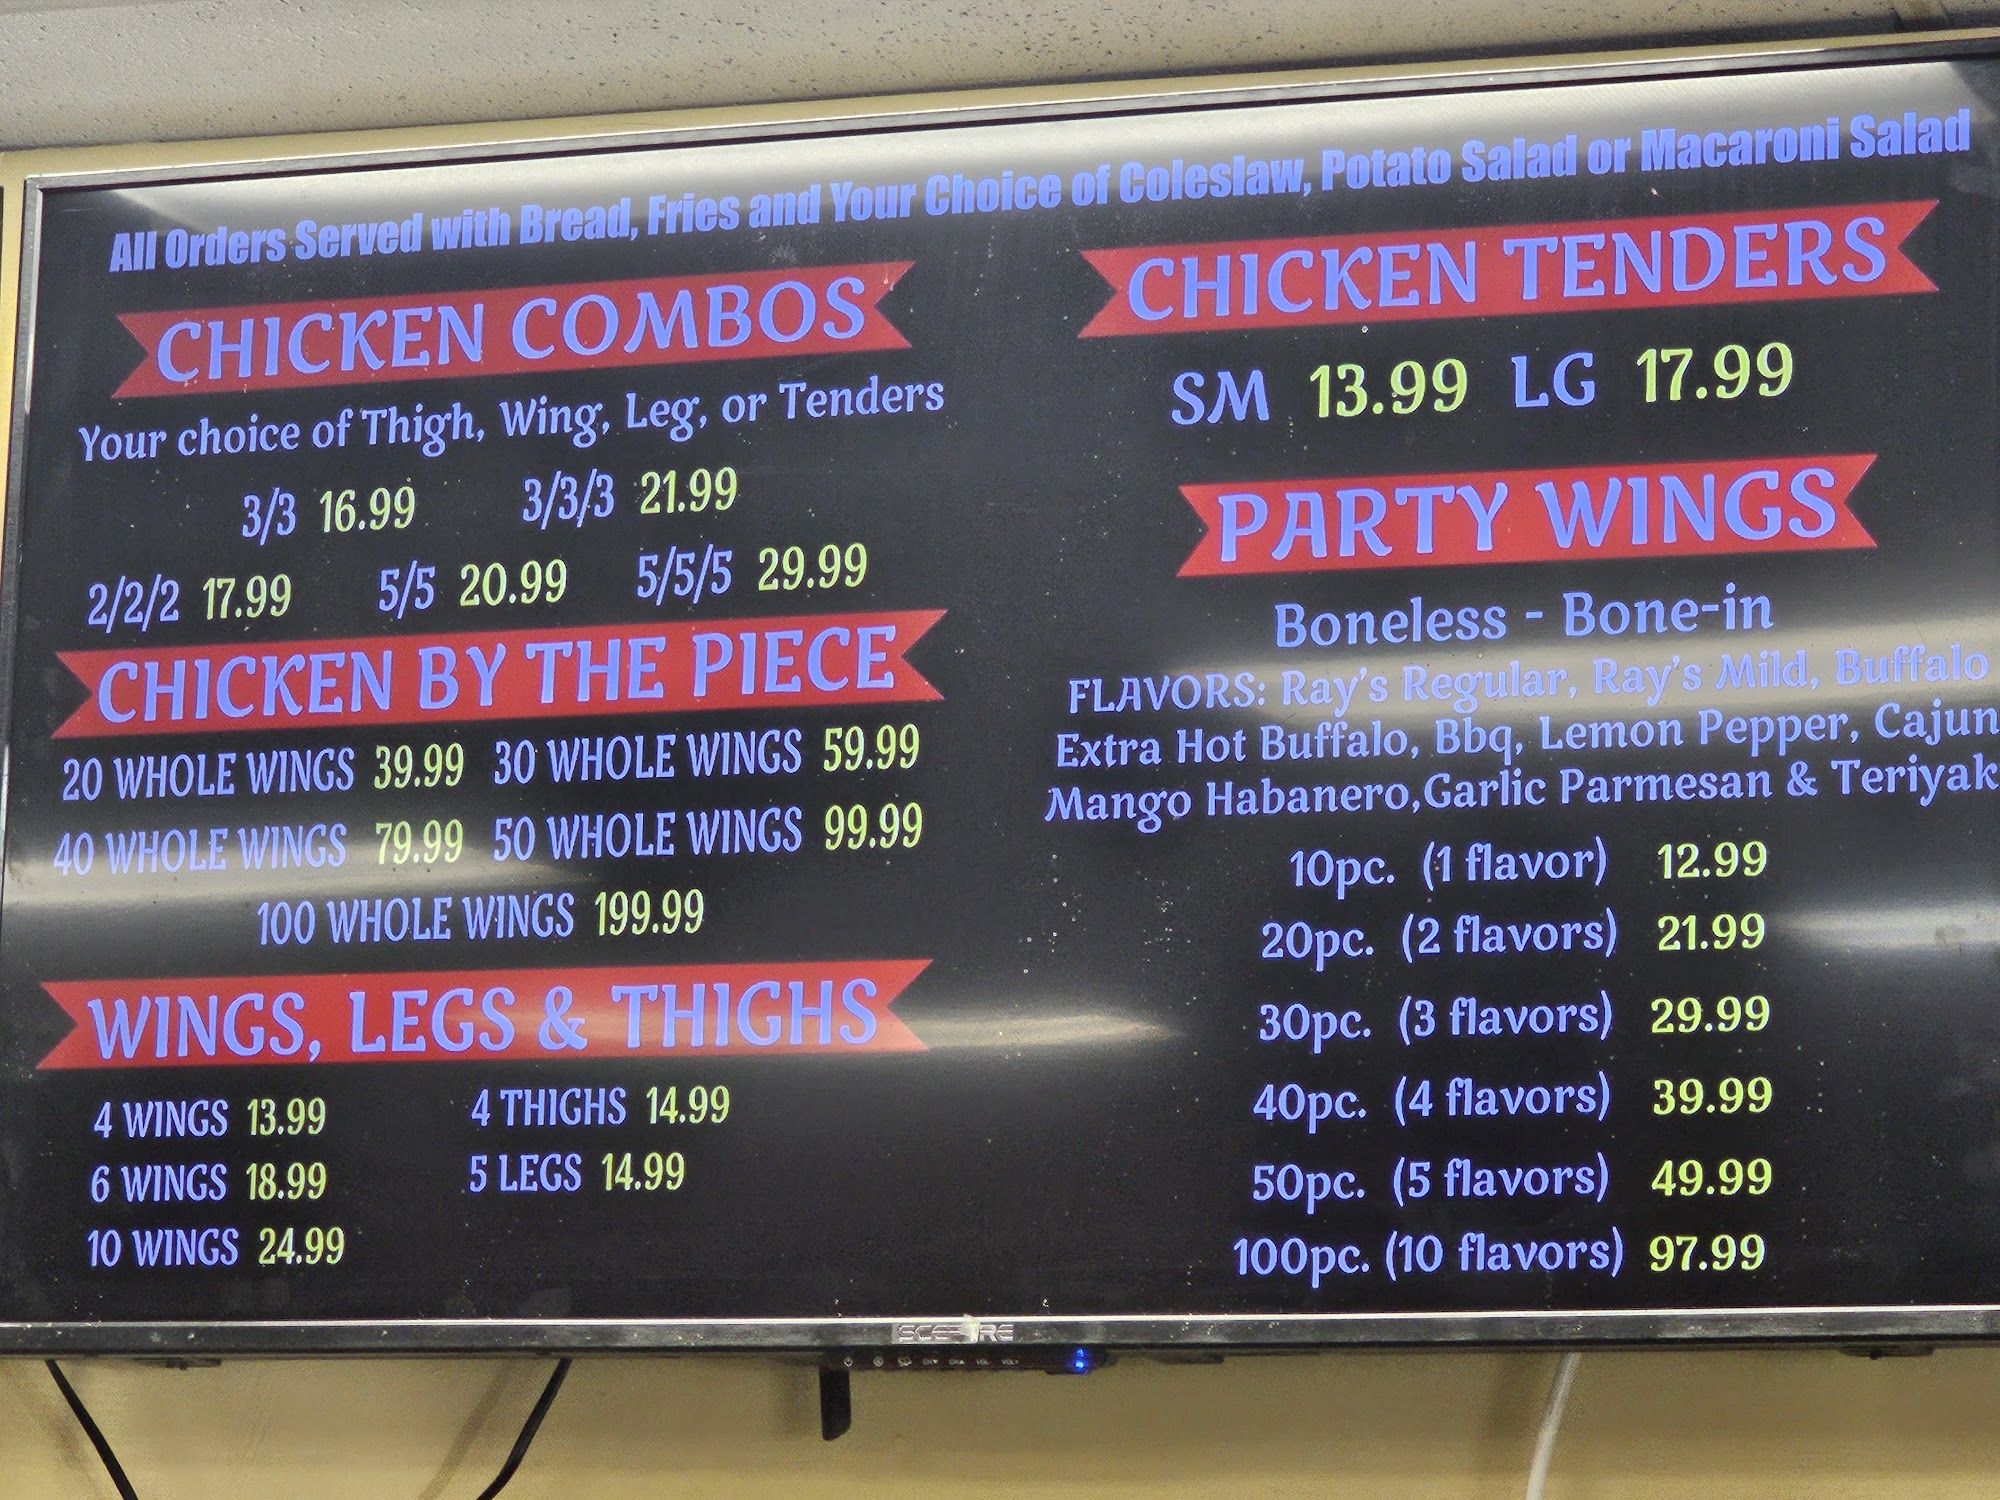 All Orders Served with Bread, Fries and Your Choice of Coleslaw, Potato Salad or Macaroni Salad
CHICKEN COMBOS
Your choice of Thigh, Wing, Leg, or Tenders
3/3 16.99 3/3/3 21.99
2/2/2 17.99 5/5 20.99 5/5/5 29.99
CHICKEN BY THE PIECE
20 WHOLE WINGS 39.99 30 WHOLE WINGS 59.99
40 WHOLE WINGS 79.99 50 WHOLE WINGS 99.99
100 WHOLE WINGS 199.99
WINGS, LEGS & THIGHS
4 WINGS 13.99 4 THIGHS 14.99
6 WINGS 18.99 5 LEGS 14.99
10 WINGS 24.99
CHICKEN TENDERS
SM 13.99 LG 17.99
PARTY WINGS
Boneless - Bone-in
FLAVORS: Ray's Regular, Ray's Mild, Buffalo
Extra Hot Buffalo, Bbq, Lemon Pepper, Cajun
Mango Habanero,Garlic Parmesan & Teriyak
10pc. (1 flavor) 12.99
20pc. (2 flavors) 21.99
30pc. (3 flavors) 29.99
40pc. (4 flavors) 39.99
50pc. (5 flavors) 49.99
100pc. (10 flavors) 97.99
SCEPTRE